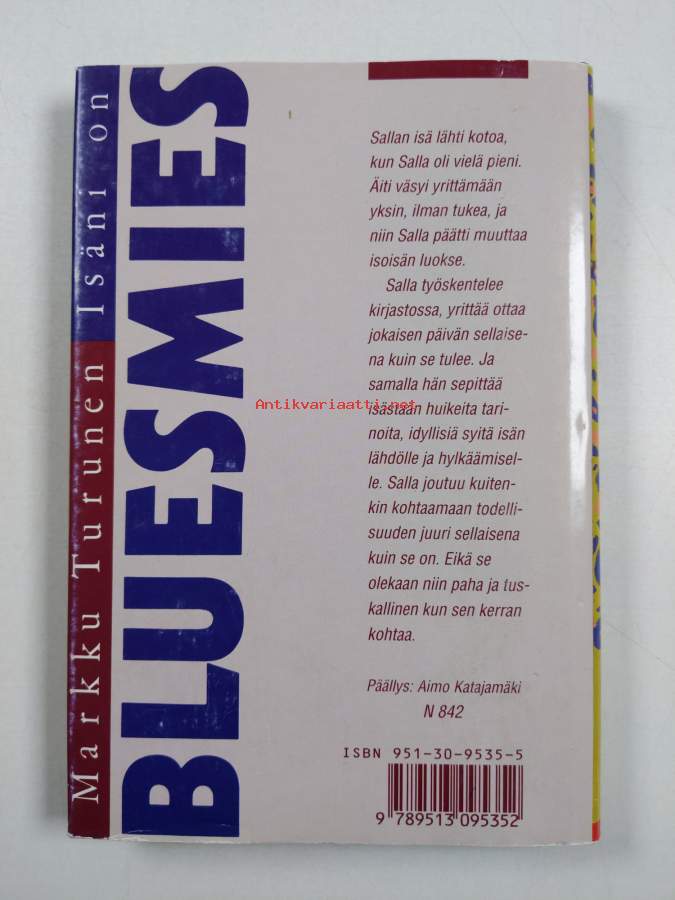 Markku Turunen Isäni on
BLUESMIES
Sallan isä lähti kotoa,
kun Salla oli vielä pieni.
Äiti väsyi yrittämään
yksin, ilman tukea, ja
niin Salla päätti muuttaa
isoisän luokse.
Salla työskentelee
kirjastossa, yrittää ottaa
jokaisen päivän sellaise-
na kuin se tulee. Ja
samalla hän sepittää
Antikvariaatti.net
isästään huikeita tari-
noita, idyllisiä syitä isän
lähdölle ja hylkäämisel-
le. Salla joutuu kuiten-
kin kohtaamaan todelli-
suuden juuri sellaisena
kuin se on. Eikä se
olekaan niin paha ja tus-
kallinen kun sen kerran
kohtaa.
Päällys: Aimo Katajamäki
N 842
ISBN 951-30-9535-5
9 789513 095352